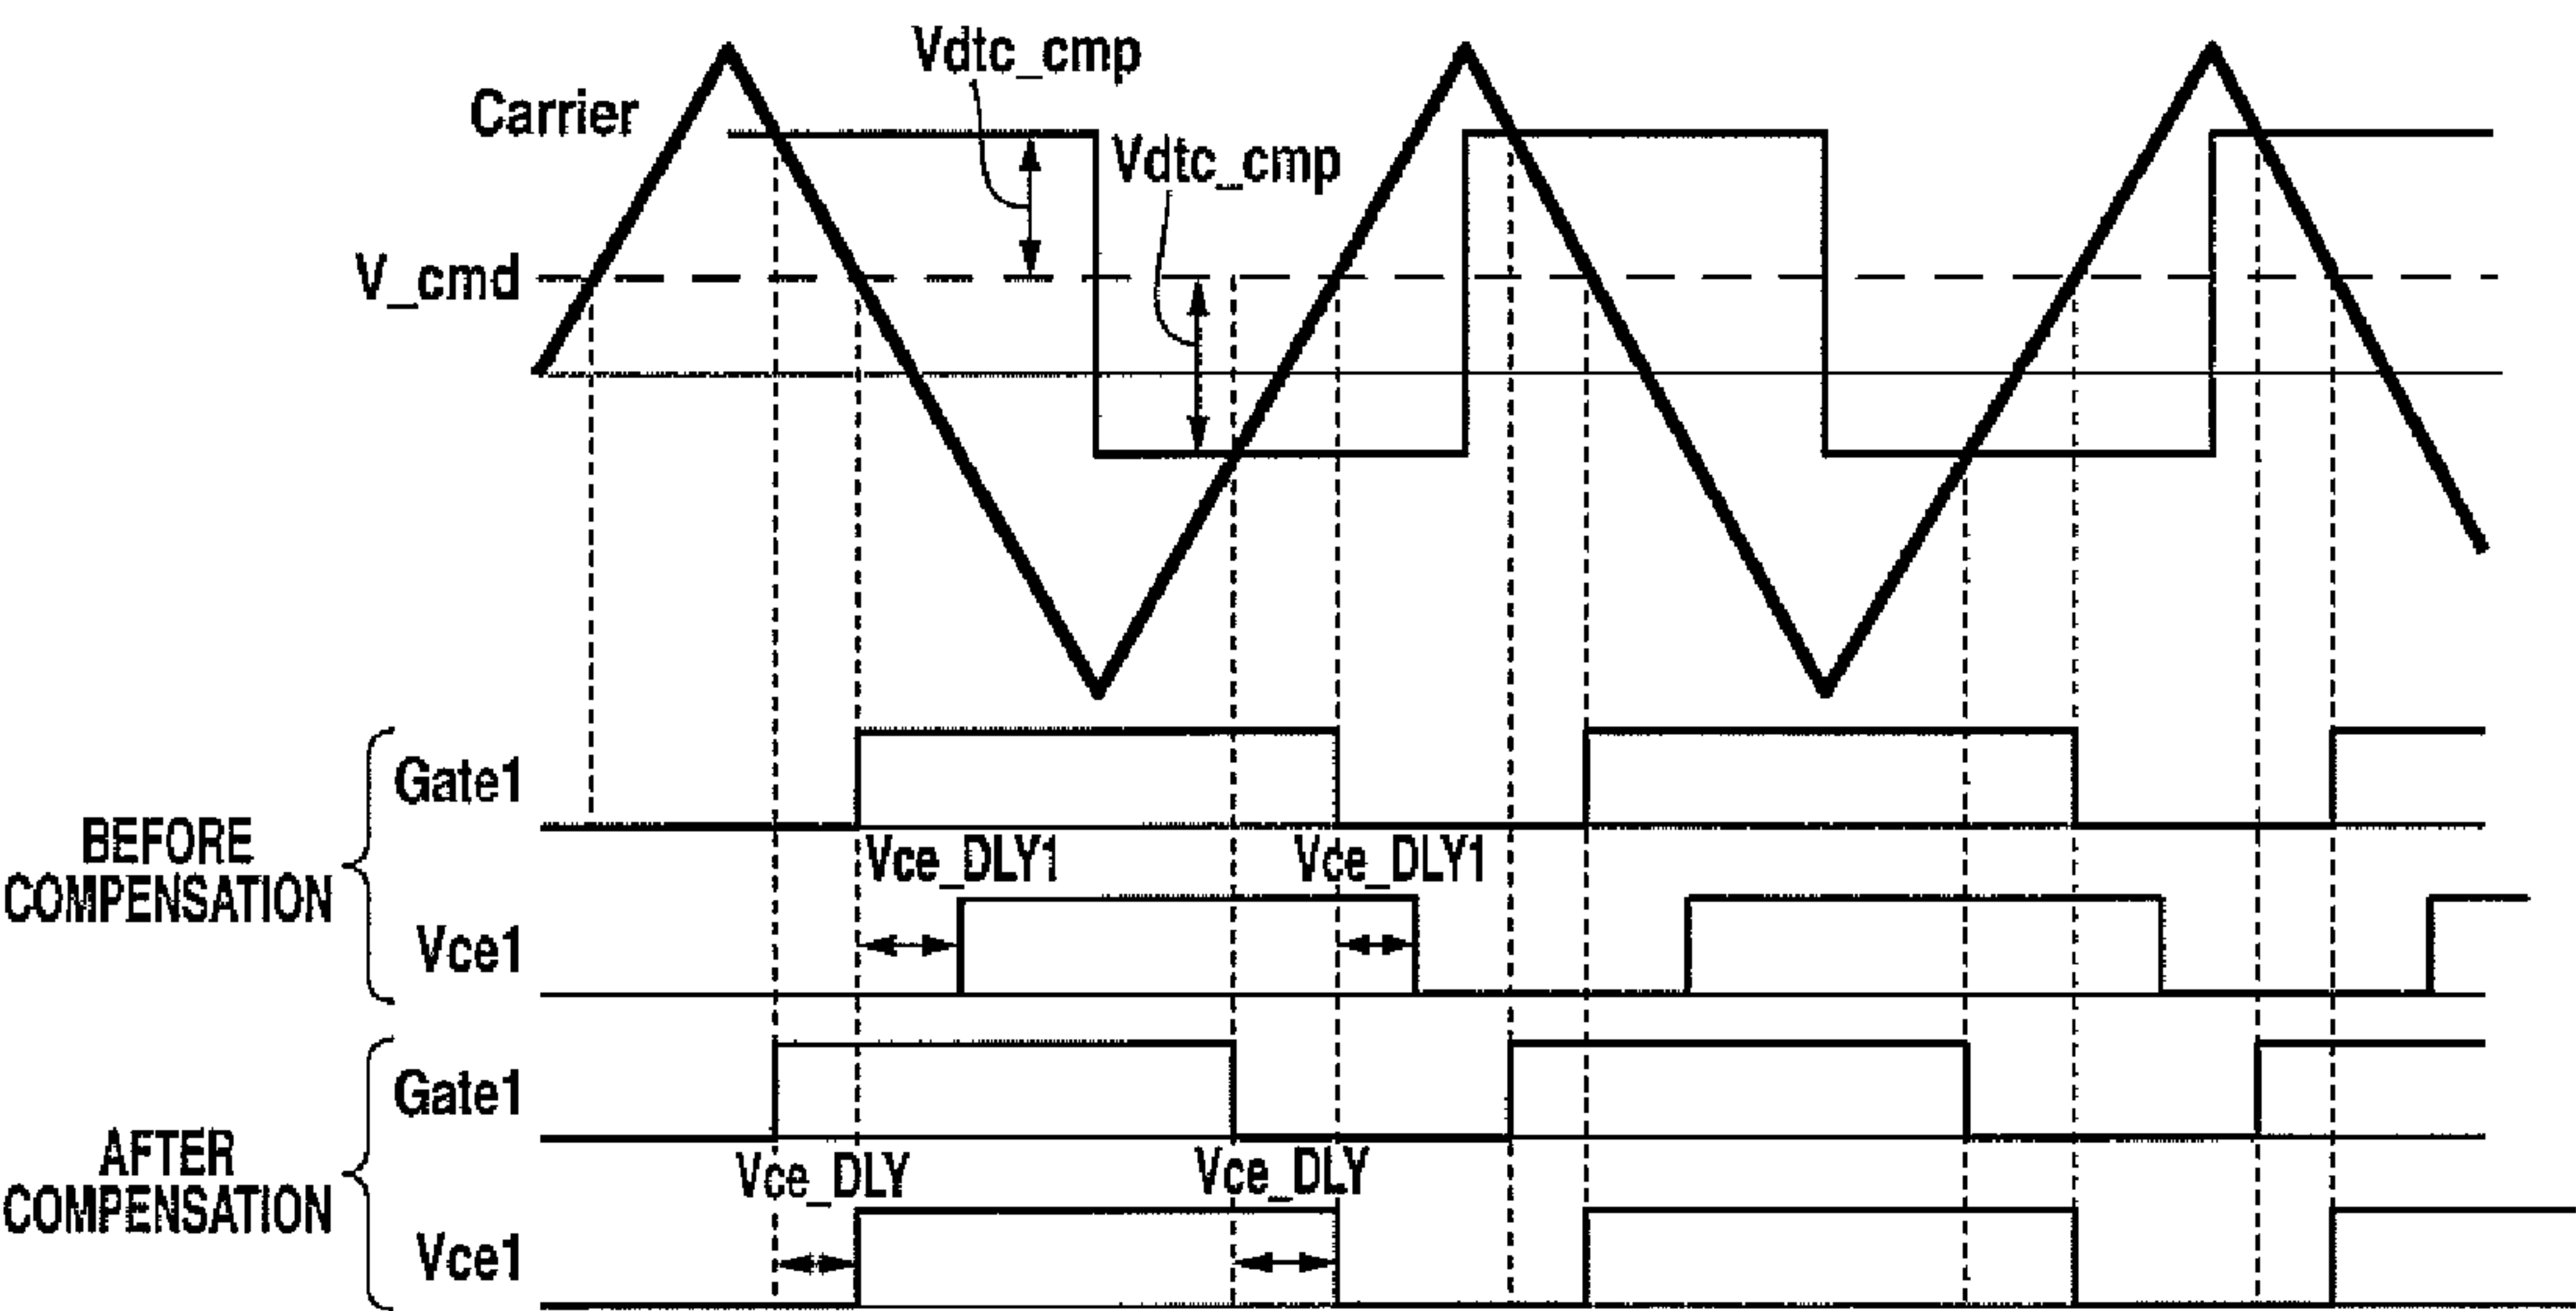 Vdtc_cmp
Carrier
Vdtc_cmp
V_cmd
BEFORE
COMPENSATION
Gate1
Vce_DLY1
Vce_DLY1
Vce1
AFTER
COMPENSATION
Gate1
Vce_DLY
Vce_DLY
Vce1